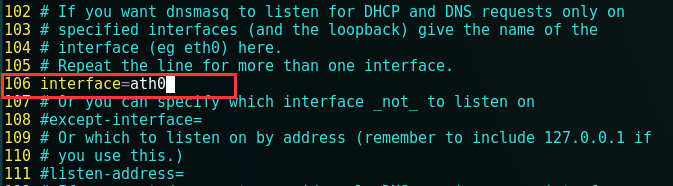 102 # If you want dnsmasq to listen for DHCP and DNS requests only on
103 # specified interfaces (and the loopback) give the name of the
104 # interface (eg eth0) here.
105 # Repeat the line for more than one interface.
106 interface=ath0
107 # Or you can specify which interface _not_ to listen on
108 #except-interface=
109 # Or which to listen on by address (remember to include 127.0.0.1 if
110 # you use this.)
111 #listen-address=